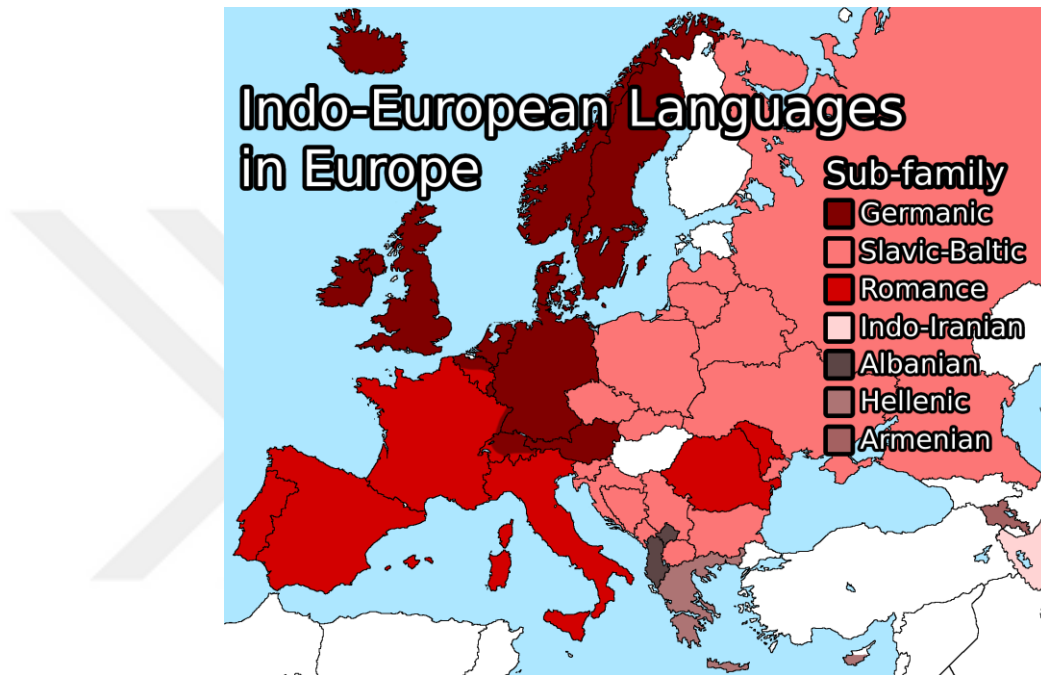 Indo-European Languages
in Europe
Sub-family
Germanic
Slavic-Baltic
Romance
Indo-Iranian
Albanian
Hellenic
Armenian